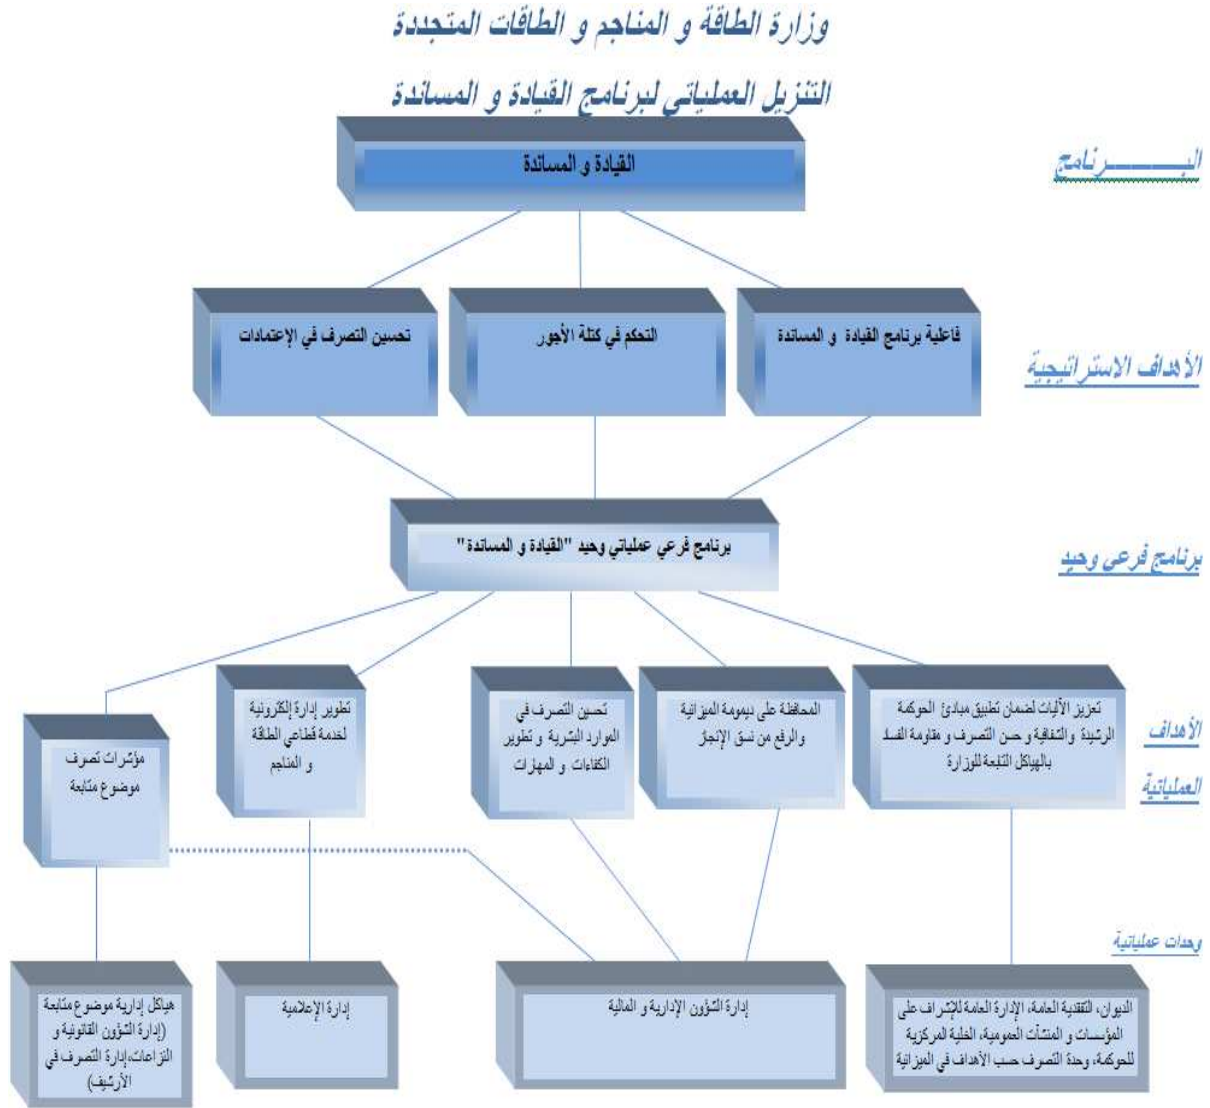 وزارة الطاقة و المناجم و الطاقات المتجددة
التنزيل العملياتي لبرنامج القيادة و المساندة
البـــــــــرنامج
القيادة و المساندة
الأهداف الاستراتيجية
فاعلية برنامج القيادة و المساندة
التحكم في كتلة الأجور
تحسين التصرف في الإعتمادات
برنامج فرعي وحيد
برنامج فرعي عملياتي وحيد "القيادة و المساندة"
الأهداف
العملياتية
تعزيز الآليات لضمان تطبيق مبادئ الحوكمة
الرشيدة والشفافية و حسن التصرف و مقاومة الفساد
بالهياكل التابعة للوزارة
المحافظة على ديمومة الميزانية
والرفع من نسق الإنجاز
تحسين التصرف في
الموارد البشرية و تطوير
الكفاءات و المهارات
تطوير إدارة إلكترونية
لخدمة قطاعي الطاقة
و المناجم
مؤشرات تصرف
موضوع متابعة
وحدات عملياتية
الديوان، التفقدية العامة، الإدارة العامة للإشراف على
المؤسسات و المنشآت العمومية، الخلية المركزية
للحوكمة، وحدة التصرف حسب الأهداف في الميزانية
إدارة الشؤون الإدارية و المالية
إدارة الإعلامية
هياكل إدارية موضوع متابعة
(إدارة الشؤون القانونية و
النزاعات،إدارة التصرف في
الأرشيف)